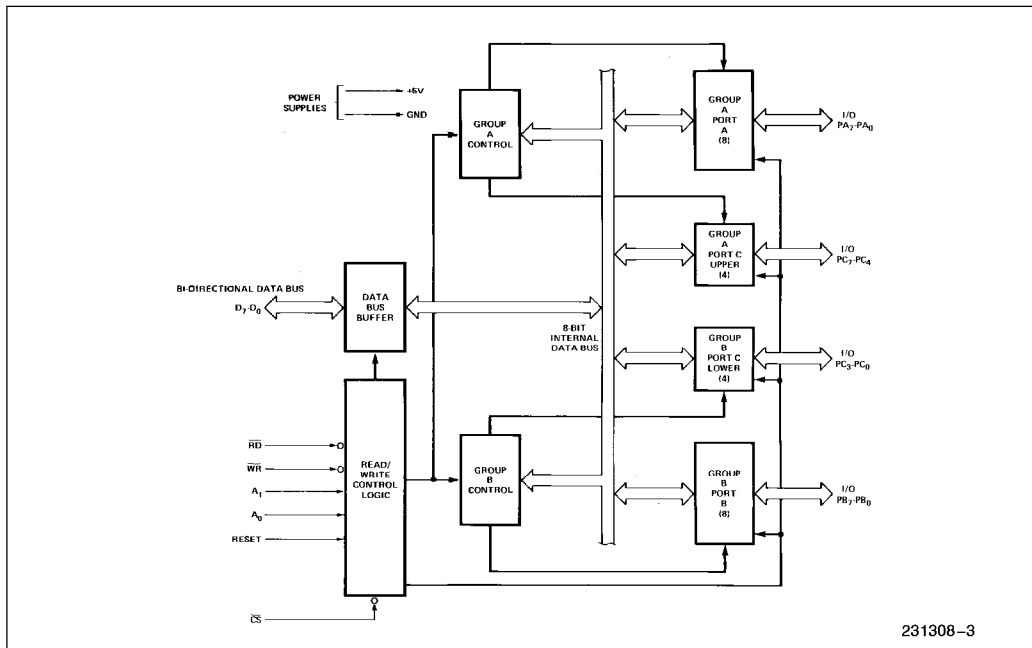 POWER
SUPPLIES
+5V
GND
GROUP
A
CONTROL
GROUP
A
PORT
A
(8)
I/O
PA7-PA0
GROUP
A
PORT C
UPPER
(4)
I/O
PC7-PC4
BI-DIRECTIONAL DATA BUS
D7-D0
DATA
BUS
BUFFER
8-BIT
INTERNAL
DATA BUS
GROUP
B
PORT C
LOWER
(4)
I/O
PC3-PC0
RD
WR
A1
A0
RESET
CS
READ/
WRITE
CONTROL
LOGIC
GROUP
B
CONTROL
GROUP
B
PORT
B
(8)
I/O
PB7-PB0
231308–3